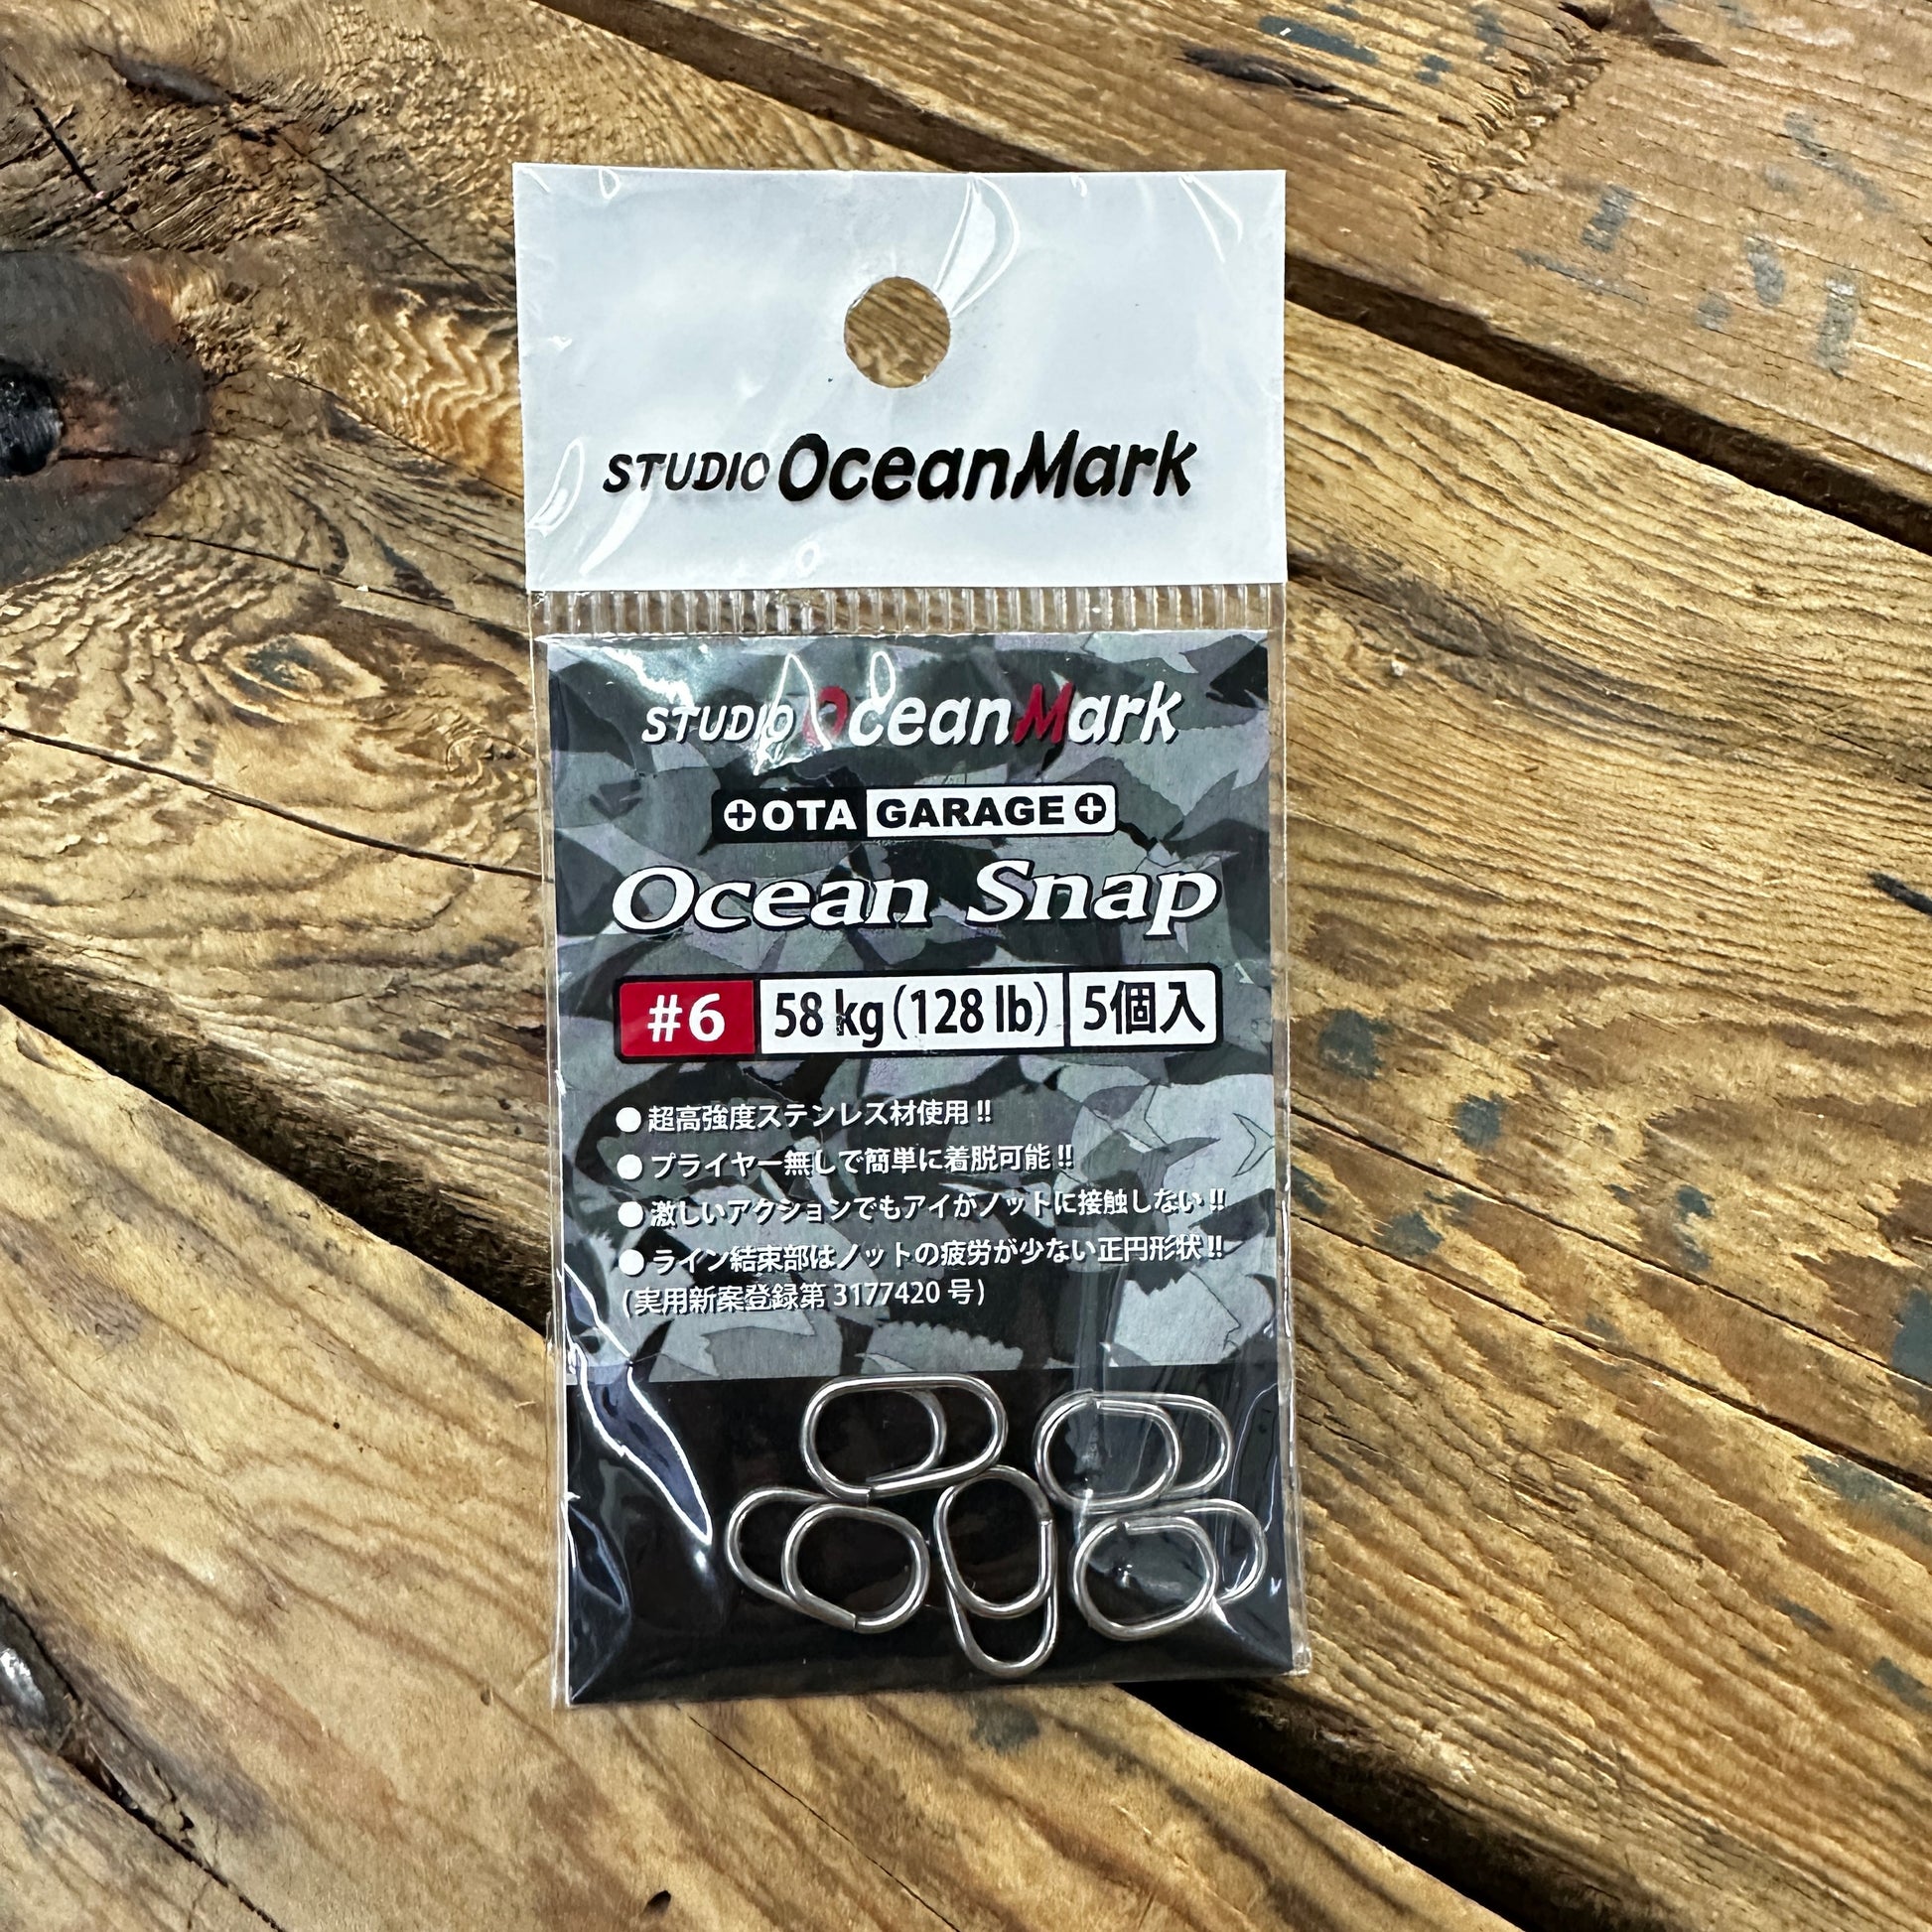 STUDIO OceanMark
STUDIO OceanMark
OTA GARAGE
Ocean Snap
#6 58 kg (128 lb) 5個入
● 超高強度ステンレス材使用!!
● プライヤー無しで簡単に着脱可能!!
● 激しいアクションでもアイがノットに接触しない!!
● ライン結束部はノットの疲労が少ない正円形状!!
(実用新案登録第 3177420 号)